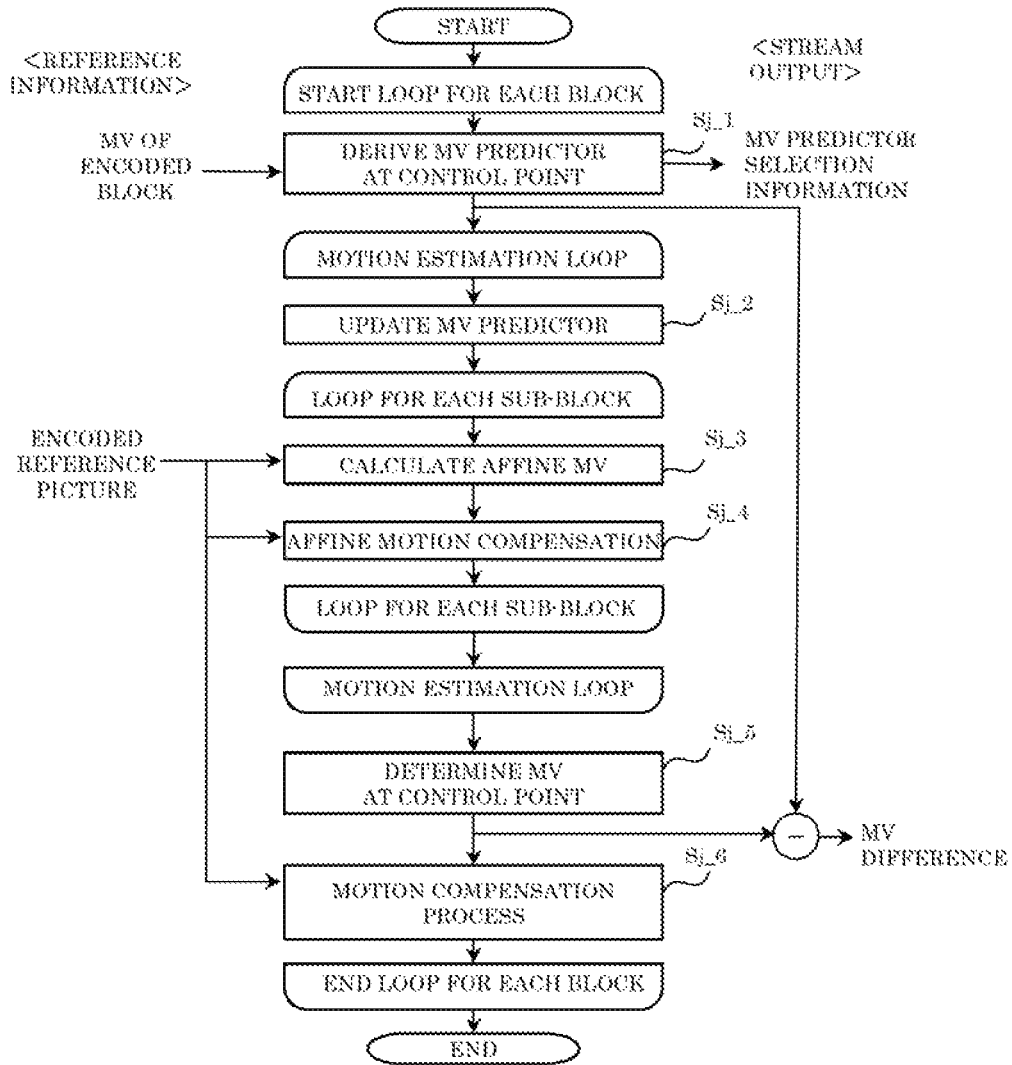 START
<REFERENCE
INFORMATION>
<STREAM
OUTPUT>
START LOOP FOR EACH BLOCK
Sj_1
MV OF
ENCODED
BLOCK
DERIVE MV PREDICTOR
AT CONTROL POINT
MV PREDICTOR
SELECTION
INFORMATION
MOTION ESTIMATION LOOP
Sj_2
UPDATE MV PREDICTOR
LOOP FOR EACH SUB-BLOCK
ENCODED
REFERENCE
PICTURE
Sj_3
CALCULATE AFFINE MV
Sj_4
AFFINE MOTION COMPENSATION
LOOP FOR EACH SUB-BLOCK
MOTION ESTIMATION LOOP
Sj_5
DETERMINE MV
AT CONTROL POINT
−
MV
DIFFERENCE
Sj_6
MOTION COMPENSATION
PROCESS
END LOOP FOR EACH BLOCK
END